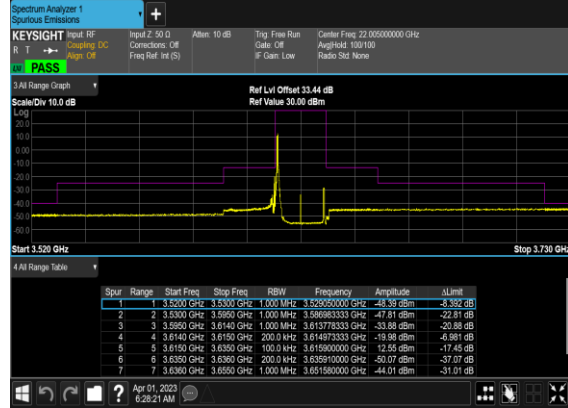 Spectrum Analyzer 1
Spurious Emissions
+
KEYSIGHT Input: RF Input Z: 50 Ω Atten: 10 dB Trig: Free Run Center Freq: 22.005000000 GHz
R T Coupling: DC Corrections: Off Gate: Off Avg|Hold: 100/100
Align: Off Freq Ref: Int (S) IF Gain: Low Radio Std: None
PASS
3 All Range Graph
Ref Lvl Offset 33.44 dB
Scale/Div 10.0 dB Ref Value 30.00 dBm
Log
20.0
10.0
0.00
-10.0
-20.0
-30.0
-40.0
-50.0
-60.0
Start 3.520 GHz Stop 3.730 GHz
4 All Range Table
Spur Range Start Freq Stop Freq RBW Frequency Amplitude ΔLimit
1 1 3.5200 GHz 3.5300 GHz 1.000 MHz 3.529050000 GHz -48.39 dBm -8.392 dB
2 2 3.5300 GHz 3.5950 GHz 1.000 MHz 3.586983333 GHz -47.81 dBm -22.81 dB
3 3 3.5950 GHz 3.6140 GHz 1.000 MHz 3.613778333 GHz -33.88 dBm -20.88 dB
4 4 3.6140 GHz 3.6150 GHz 200.0 kHz 3.614973333 GHz -19.98 dBm -6.981 dB
5 5 3.6150 GHz 3.6350 GHz 100.0 kHz 3.615900000 GHz 12.55 dBm -17.45 dB
6 6 3.6350 GHz 3.6360 GHz 200.0 kHz 3.635910000 GHz -50.07 dBm -37.07 dB
7 7 3.6360 GHz 3.6550 GHz 1.000 MHz 3.651580000 GHz -44.01 dBm -31.01 dB
? Apr 01, 2023
6:28:21 AM